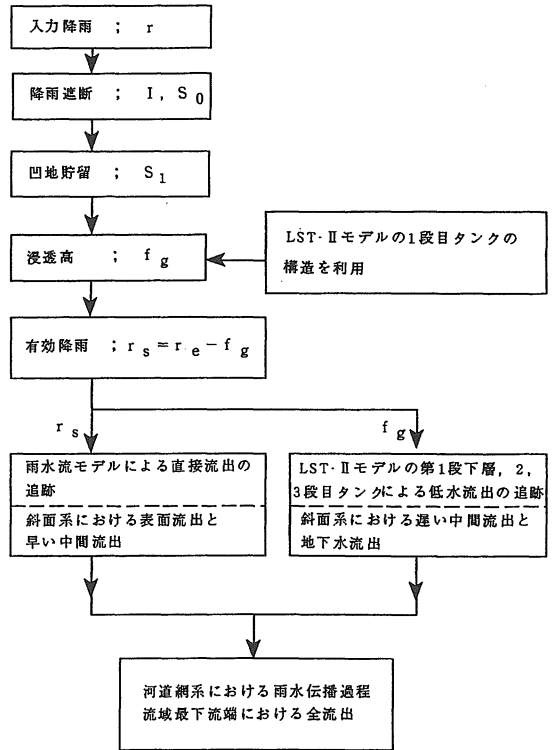 入力降雨 ; r
降雨遮断 ; I, S0
凹地貯留 ; S1
浸透高 ; fg
LST-Ⅱモデルの1段目タンクの
構造を利用
有効降雨 ; rs=re-fg
rs
fg
雨水流モデルによる直接流出の
追跡
斜面系における表面流出と
早い中間流出
LST-Ⅱモデルの第1段下層, 2,
3段目タンクによる低水流出の追跡
斜面系における遅い中間流出と
地下水流出
河道網系における雨水伝播過程
流域最下流端における全流出